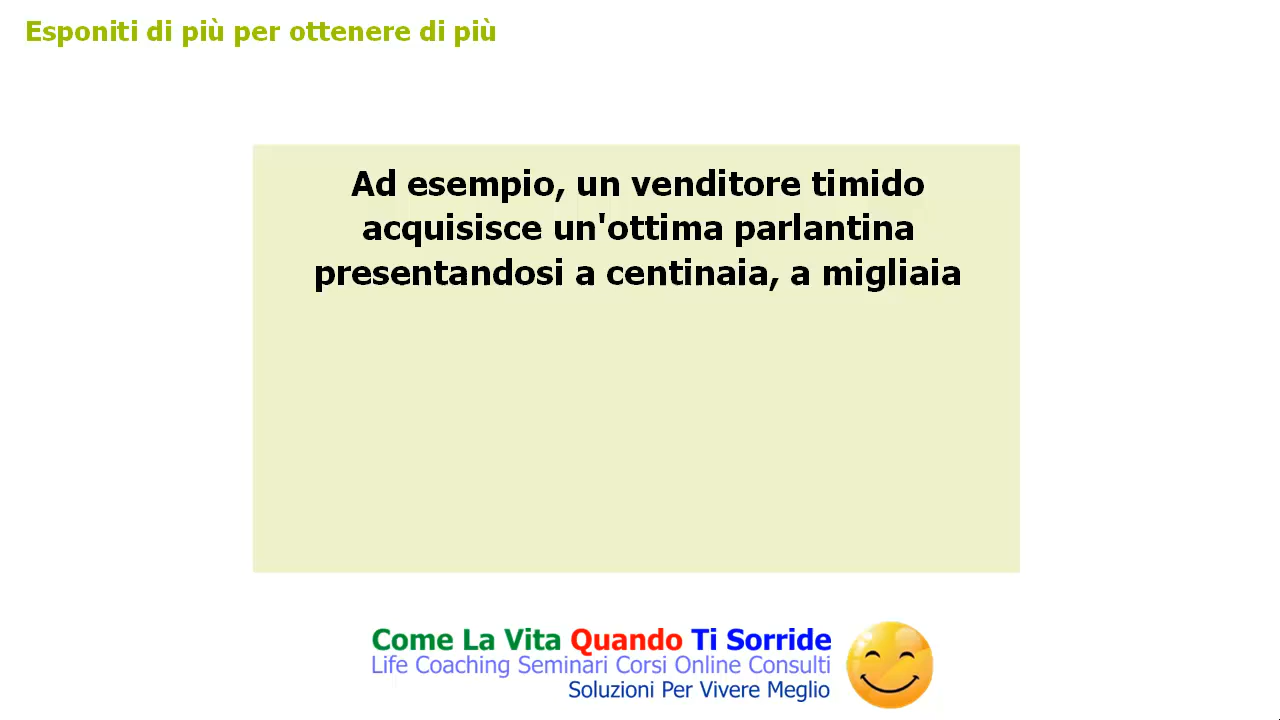 Esponiti di più per ottenere di più
Ad esempio, un venditore timido
acquisisce un'ottima parlantina
presentandosi a centinaia, a migliaia
Come La Vita Quando Ti Sorride
Life Coaching Seminari Corsi Online Consulti
Soluzioni Per Vivere Meglio